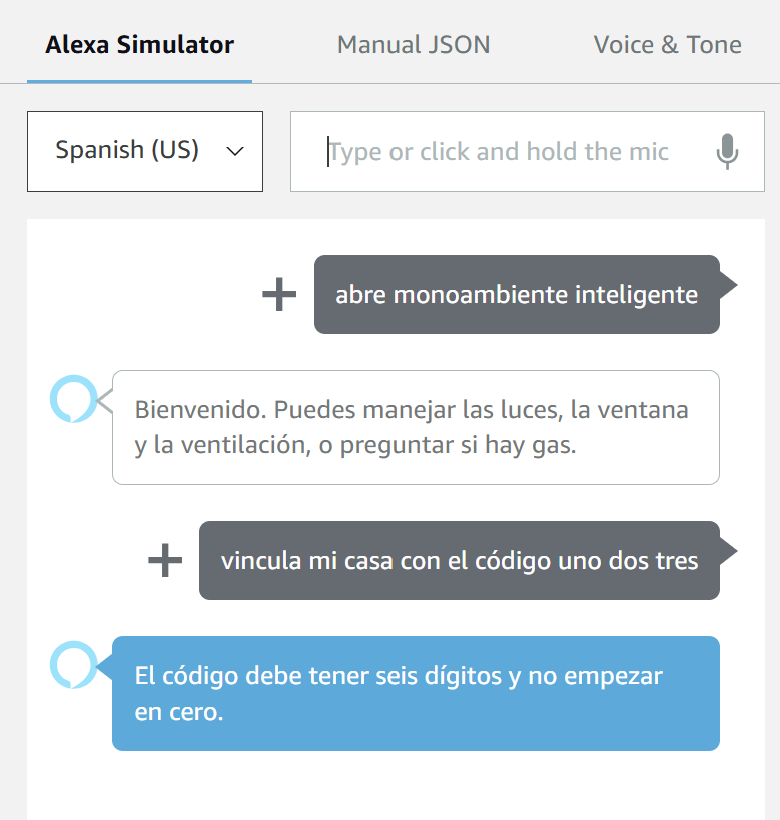 Alexa Simulator
Manual JSON
Voice & Tone
Spanish (US)
Type or click and hold the mic
abre monoambiente inteligente
Bienvenido. Puedes manejar las luces, la ventana
y la ventilación, o preguntar si hay gas.
vincula mi casa con el código uno dos tres
El código debe tener seis dígitos y no empezar
en cero.